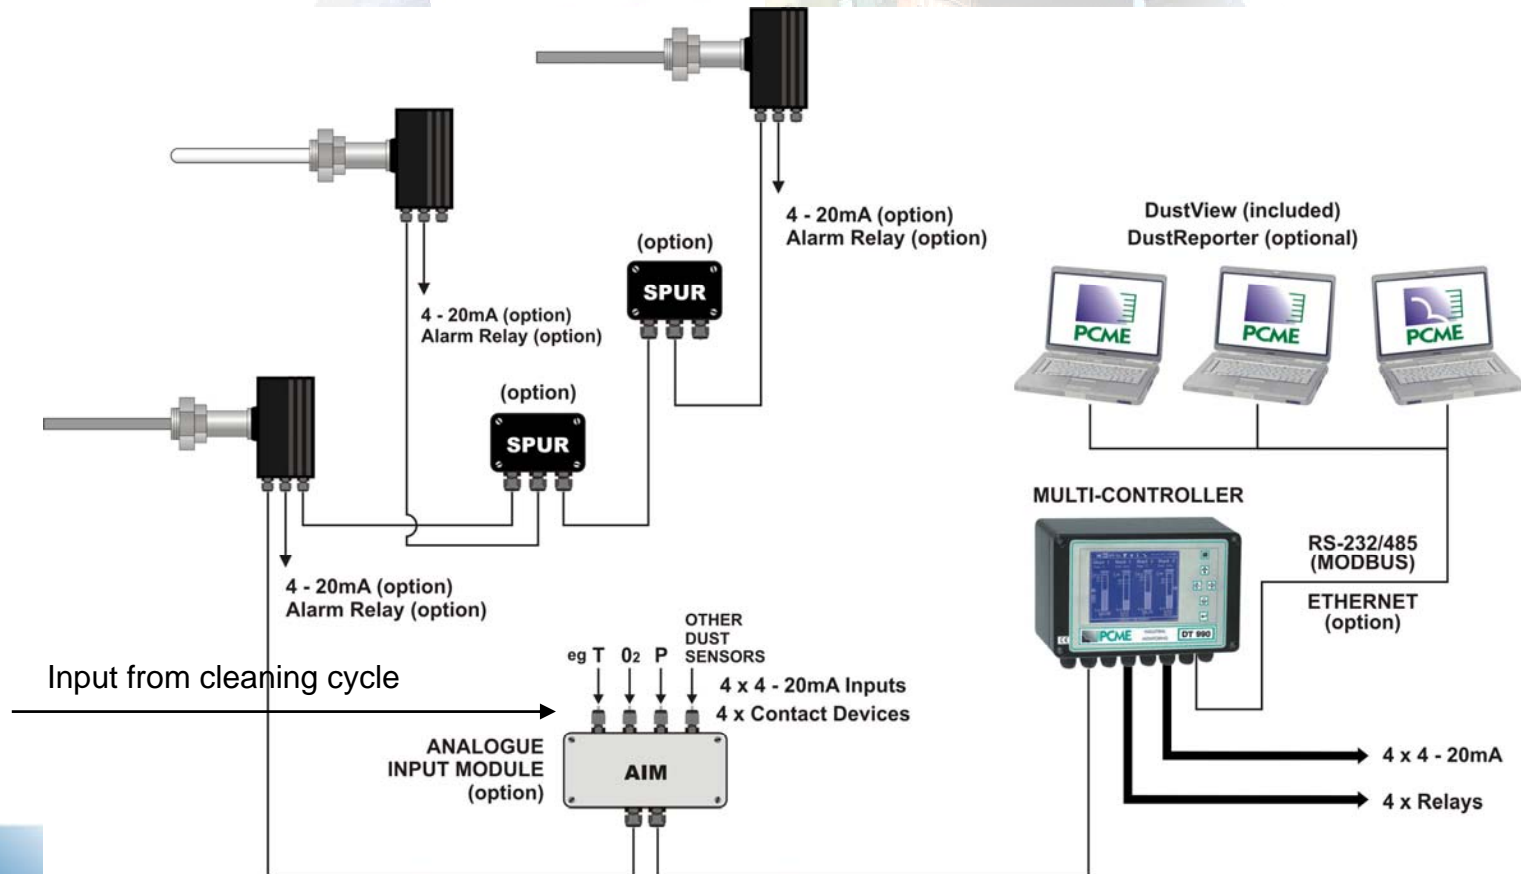 4 - 20mA (option)
Alarm Relay (option)
(option)
SPUR
4 - 20mA (option)
Alarm Relay (option)
(option)
SPUR
4 - 20mA (option)
Alarm Relay (option)
DustView (included)
DustReporter (optional)
PCME
PCME
PCME
MULTI-CONTROLLER
RS-232/485
(MODBUS)
ETHERNET
(option)
PCME
DT 990
Input from cleaning cycle
eg T 02 P
OTHER
DUST
SENSORS
4 x 4 - 20mA Inputs
4 x Contact Devices
ANALOGUE
INPUT MODULE
(option)
AIM
4 x 4 - 20mA
4 x Relays